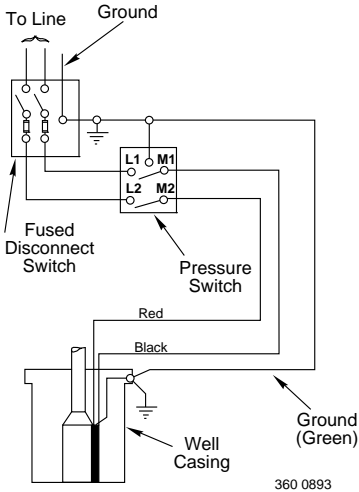 To Line
Ground
L1 M1
L2 M2
Fused
Disconnect
Switch
Pressure
Switch
Red
Black
Ground
(Green)
Well
Casing
360 0893